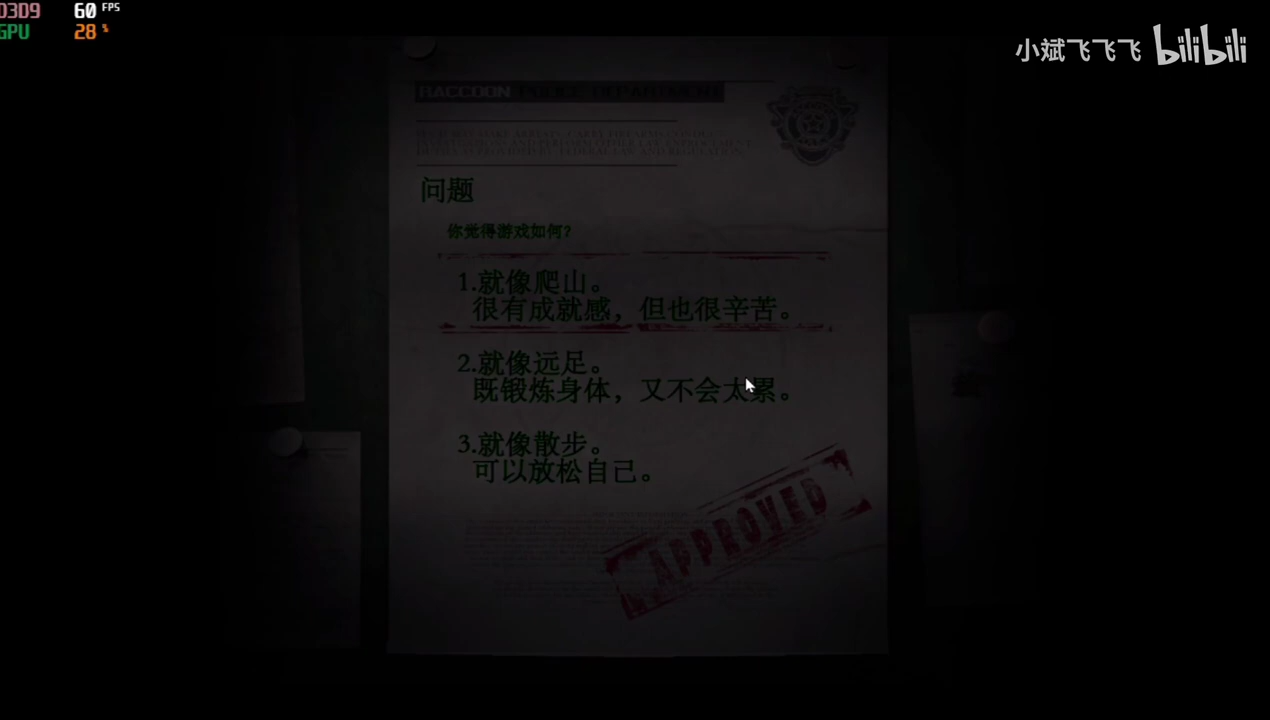 D3D9 60 FPS
GPU 28 %
小斌飞飞飞 bilibili
RACCOON POLICE DEPARTMENT
问题
你觉得游戏如何?
1.就像爬山。
很有成就感，但也很辛苦。
2.就像远足。
既锻炼身体，又不会太累。
3.就像散步。
可以放松自己。
APPROVED